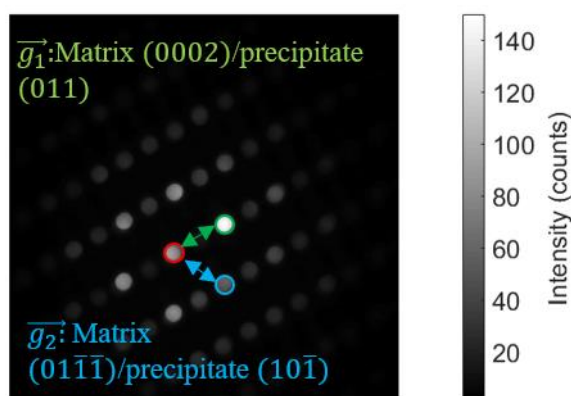 g₁⃗:Matrix (0002)/precipitate
(011)
g₂⃗: Matrix
(011̅1̅)/precipitate (101̅)
140
120
100
80
60
40
20
Intensity (counts)